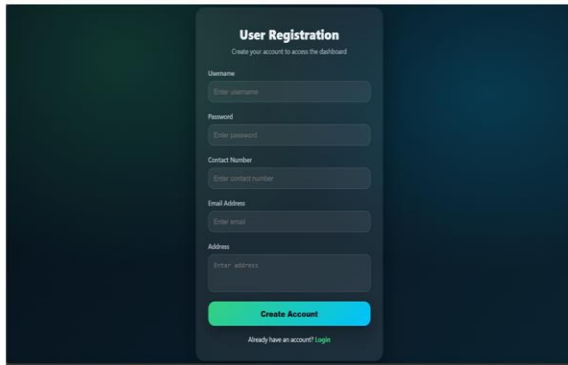 User Registration
Create your account to access the dashboard
Username
Enter username
Password
Enter password
Contact Number
Enter contact number
Email Address
Enter email
Address
Enter address
Create Account
Already have an account? Login